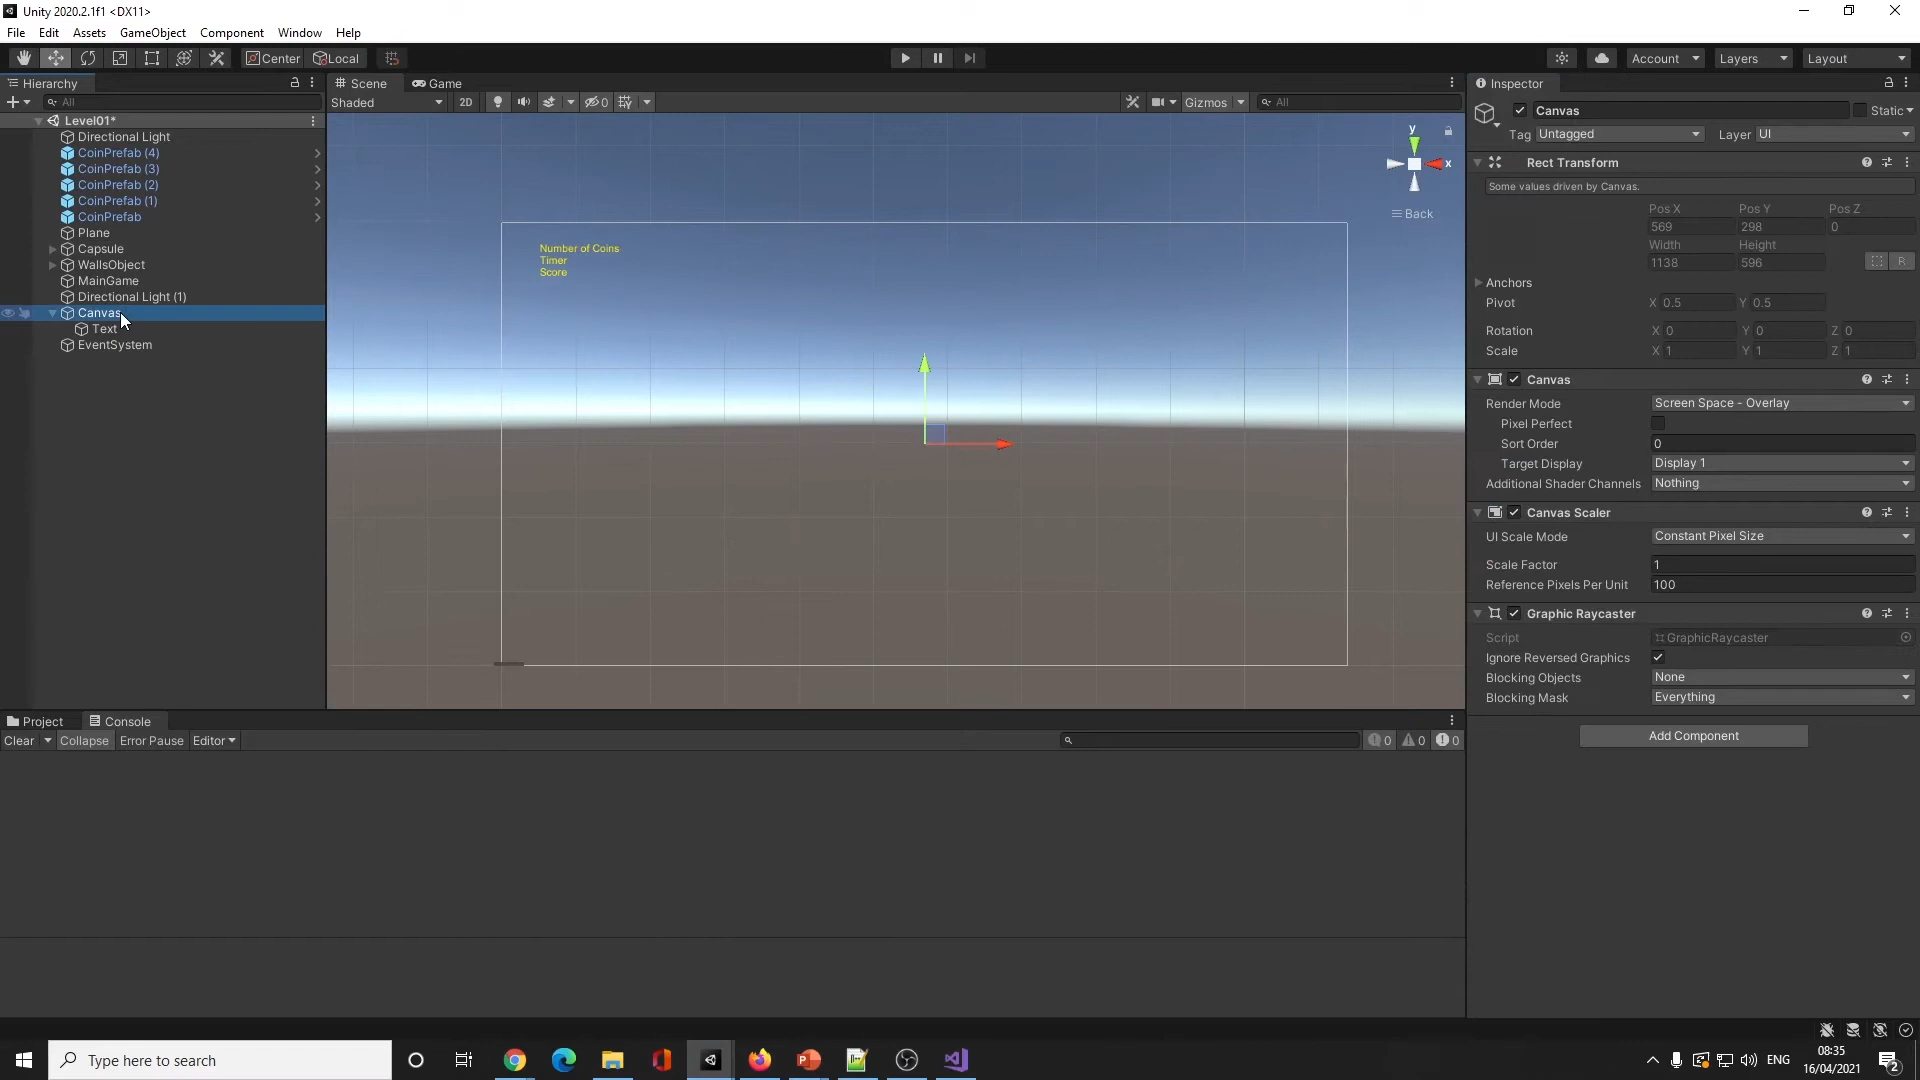 Unity 2020.2.1f1 <DX11>
File Edit Assets GameObject Component Window Help
Center Local Account Layers Layout
Hierarchy
All
Level01*
Directional Light
CoinPrefab (4)
CoinPrefab (3)
CoinPrefab (2)
CoinPrefab (1)
CoinPrefab
Plane
Capsule
WallsObject
MainGame
Directional Light (1)
Canvas
Text
EventSystem
Scene Game
Shaded 2D 0 Gizmos All
y
x
Back
Number of Coins
Timer
Score
Inspector
Canvas Static
Tag Untagged Layer UI
Rect Transform
Some values driven by Canvas.
Pos X Pos Y Pos Z
569 298 0
Width Height
1138 596 R
Anchors
Pivot X 0.5 Y 0.5
Rotation X 0 Y 0 Z 0
Scale X 1 Y 1 Z 1
Canvas
Render Mode Screen Space - Overlay
Pixel Perfect
Sort Order 0
Target Display Display 1
Additional Shader Channels Nothing
Canvas Scaler
UI Scale Mode Constant Pixel Size
Scale Factor 1
Reference Pixels Per Unit 100
Graphic Raycaster
Script GraphicRaycaster
Ignore Reversed Graphics
Blocking Objects None
Blocking Mask Everything
Add Component
Project Console
Clear Collapse Error Pause Editor 0 0 0
Type here to search
ENG
08:35
16/04/2021
2